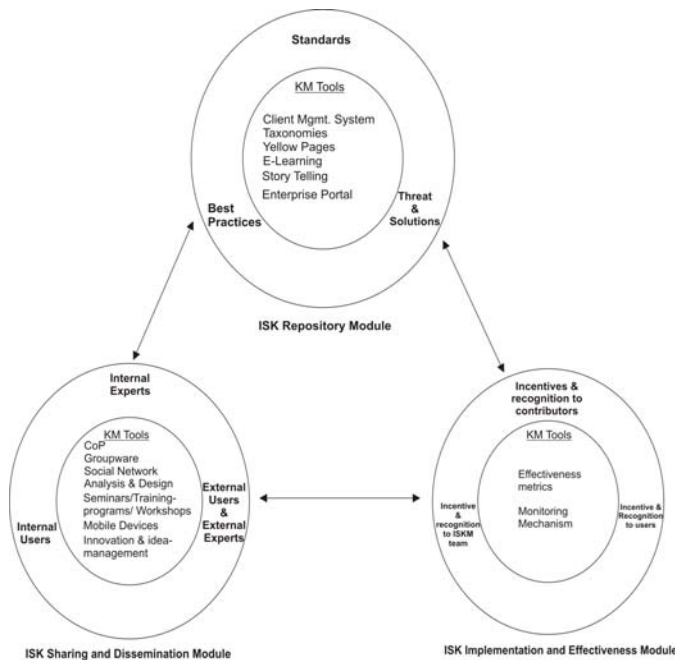 Standards
KM Tools
Client Mgmt. System
Taxonomies
Yellow Pages
E-Learning
Story Telling
Enterprise Portal
Best
Practices
Threat
&
Solutions
ISK Repository Module
Internal
Experts
KM Tools
CoP
Groupware
Social Network
Analysis & Design
Seminars/Training-
programs/ Workshops
Mobile Devices
Innovation & idea-
management
Internal
Users
External
Users
&
External
Experts
ISK Sharing and Dissemination Module
Incentives &
recognition to
contributors
KM Tools
Effectiveness
metrics
Monitoring
Mechanism
Incentive &
recognition
to ISKM
team
Incentive &
Recognition
to users
ISK Implementation and Effectiveness Module